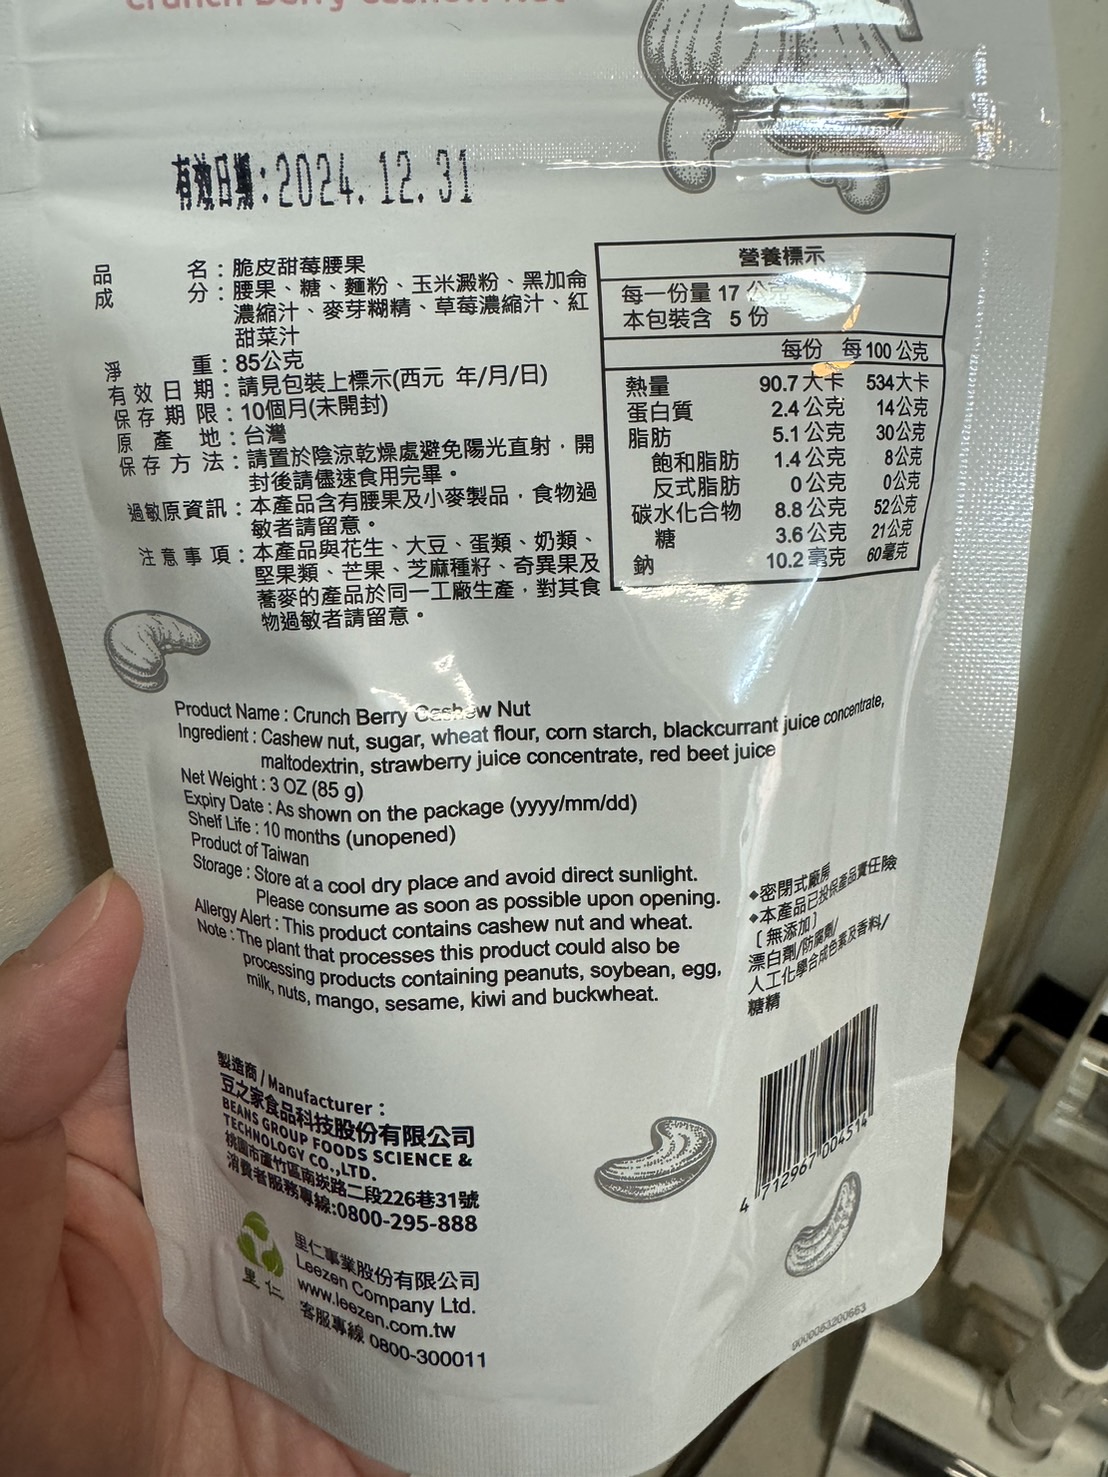 Crunch Berry Cashew Nut
有效日期:2024.12.31
品名：脆皮甜莓腰果
成分：腰果、糖、麵粉、玉米澱粉、黑加侖
濃縮汁、麥芽糊精、草莓濃縮汁、紅
甜菜汁
淨重：85公克
有效日期：請見包裝上標示(西元 年/月/日)
保存期限：10個月(未開封)
原產地：台灣
保存方法：請置於陰涼乾燥處避免陽光直射，開
封後請儘速食用完畢。
過敏原資訊：本產品含有腰果及小麥製品，食物過
敏者請留意。
注意事項：本產品與花生、大豆、蛋類、奶類、
堅果類、芒果、芝麻種籽、奇異果及
蕎麥的產品於同一工廠生產，對其食
物過敏者請留意。
營養標示
每一份量 17 公克
本包裝含 5 份
每份 每100公克
熱量 90.7大卡 534大卡
蛋白質 2.4公克 14公克
脂肪 5.1公克 30公克
飽和脂肪 1.4公克 8公克
反式脂肪 0公克 0公克
碳水化合物 8.8公克 52公克
糖 3.6公克 21公克
鈉 10.2毫克 60毫克
Product Name : Crunch Berry Cashew Nut
Ingredient : Cashew nut, sugar, wheat flour, corn starch, blackcurrant juice concentrate,
maltodextrin, strawberry juice concentrate, red beet juice
Net Weight : 3 OZ (85 g)
Expiry Date : As shown on the package (yyyy/mm/dd)
Shelf Life : 10 months (unopened)
Product of Taiwan
Storage : Store at a cool dry place and avoid direct sunlight.
Please consume as soon as possible upon opening.
Allergy Alert : This product contains cashew nut and wheat.
Note : The plant that processes this product could also be
processing products containing peanuts, soybean, egg,
milk, nuts, mango, sesame, kiwi and buckwheat.
◆密閉式廠房
◆本產品已投保產品責任險
［無添加］
漂白劑/防腐劑/
人工化學合成色素及香料/
糖精
製造商/Manufacturer：
豆之家食品科技股份有限公司
BEANS GROUP FOODS SCIENCE &
TECHNOLOGY CO.,LTD.
桃園市蘆竹區南崁路二段226巷31號
消費者服務專線:0800-295-888
里仁
里仁事業股份有限公司
Leezen Company Ltd.
www.leezen.com.tw
客服專線 0800-300011
4 712967 004514
0000063200663